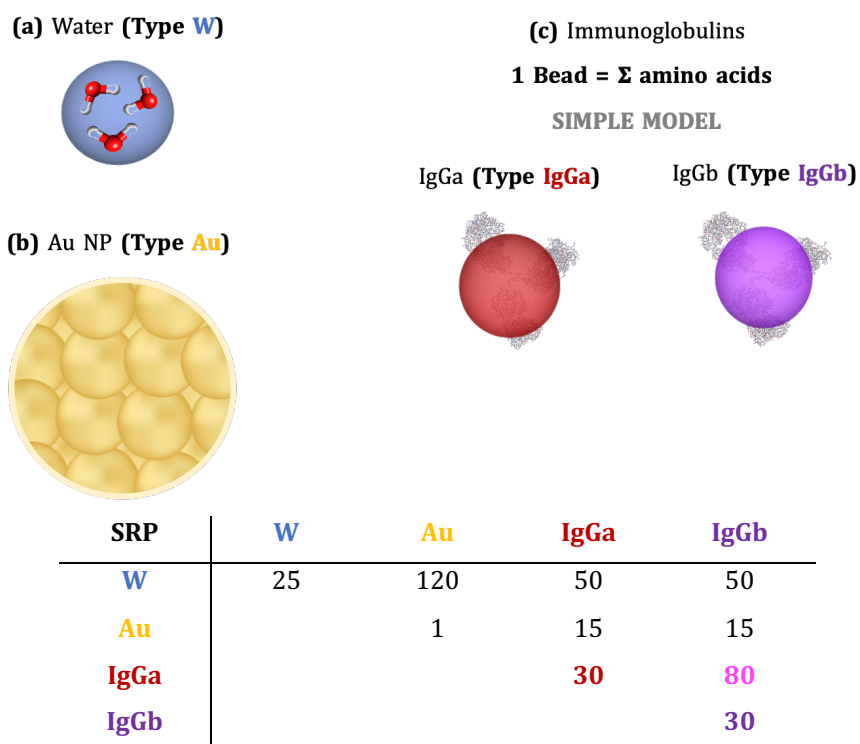 (a) Water (Type W)
(c) Immunoglobulins
1 Bead = Σ amino acids
SIMPLE MODEL
IgGa (Type IgGa)
IgGb (Type IgGb)
(b) Au NP (Type Au)
SRP W Au IgGa IgGb
W 25 120 50 50
Au 1 15 15
IgGa 30 80
IgGb 30